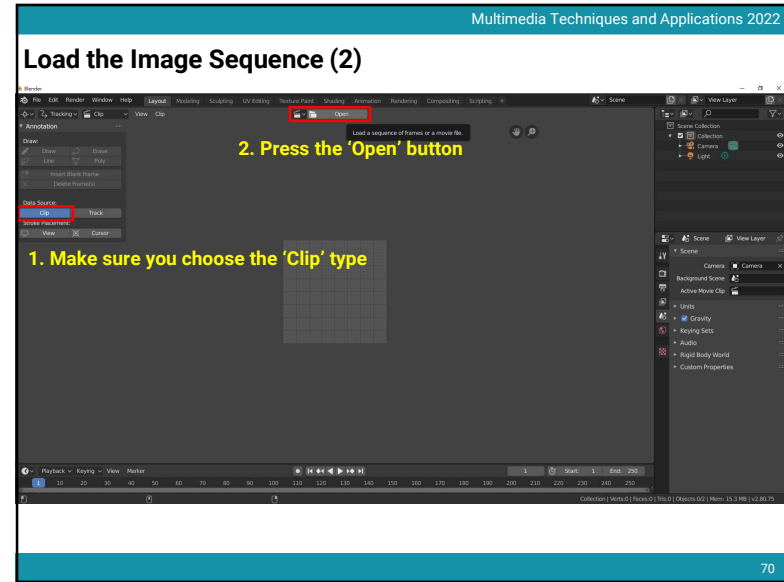 Multimedia Techniques and Applications 2022
Load the Image Sequence (2)
Blender
File Edit Render Window Help Layout Modeling Sculpting UV Editing Texture Paint Shading Animation Rendering Compositing Scripting + Scene View Layer
Tracking Clip View Clip Open
Annotation
Load a sequence of frames or a movie file.
Scene Collection
Collection
Camera
Light
Draw:
Draw Erase
Line Poly
2. Press the ‘Open’ button
Insert Blank Frame
Delete Frame(s)
Data Source:
Clip Track
Stroke Placement:
View Cursor
1. Make sure you choose the ‘Clip’ type
Scene View Layer
Scene
Camera Camera
Background Scene
Active Movie Clip
Units
Gravity
Keying Sets
Audio
Rigid Body World
Custom Properties
Playback Keying View Marker 1 Start: 1 End: 250
1 10 20 30 40 50 60 70 80 90 100 110 120 130 140 150 160 170 180 190 200 210 220 230 240 250
Collection | Verts:0 | Faces:0 | Tris:0 | Objects:0/2 | Mem: 15.3 MB | v2.80.75
70